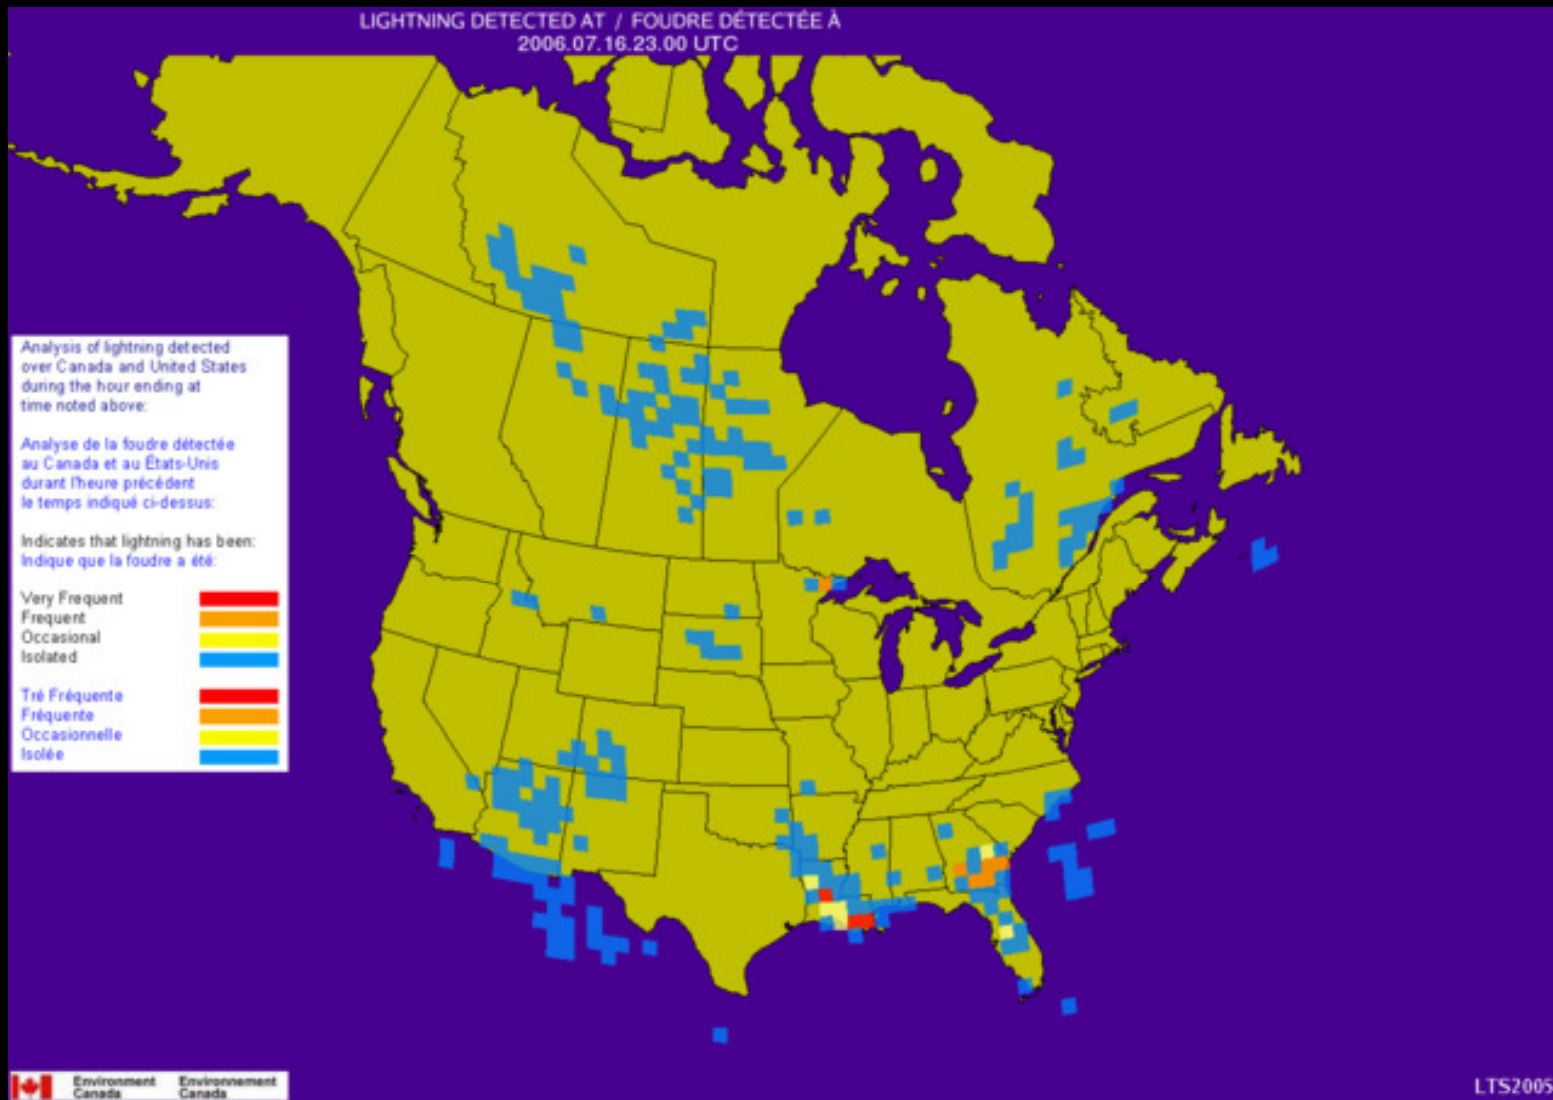 LIGHTNING DETECTED AT / FOUDRE DÉTECTÉE À
2006.07.16.23.00 UTC
Analysis of lightning detected
over Canada and United States
during the hour ending at
time noted above:
Analyse de la foudre détectée
au Canada et au États-Unis
durant l'heure précédent
le temps indiqué ci-dessus:
Indicates that lightning has been:
Indique que la foudre a été:
Very Frequent
Frequent
Occasional
Isolated
Tré Fréquente
Fréquente
Occasionnelle
Isolée
Environment Environnement
Canada Canada
LTS2005